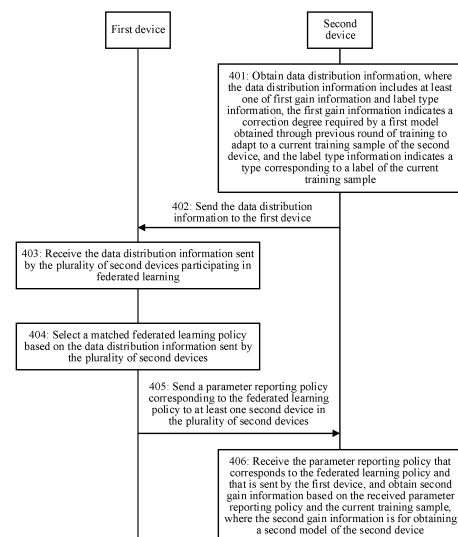 First device
Second
device
401: Obtain data distribution information, where
the data distribution information includes at least
one of first gain information and label type
information, the first gain information indicates a
correction degree required by a first model
obtained through previous round of training to
adapt to a current training sample of the second
device, and the label type information indicates a
type corresponding to a label of the current
training sample
402: Send the data distribution
information to the first device
403: Receive the data distribution information sent
by the plurality of second devices participating in
federated learning
404: Select a matched federated learning policy
based on the data distribution information sent by
the plurality of second devices
405: Send a parameter reporting policy
corresponding to the federated learning
policy to at least one second device in
the plurality of second devices
406: Receive the parameter reporting policy that
corresponds to the federated learning policy and
that is sent by the first device, and obtain second
gain information based on the received parameter
reporting policy and the current training sample,
where the second gain information is for obtaining
a second model of the second device